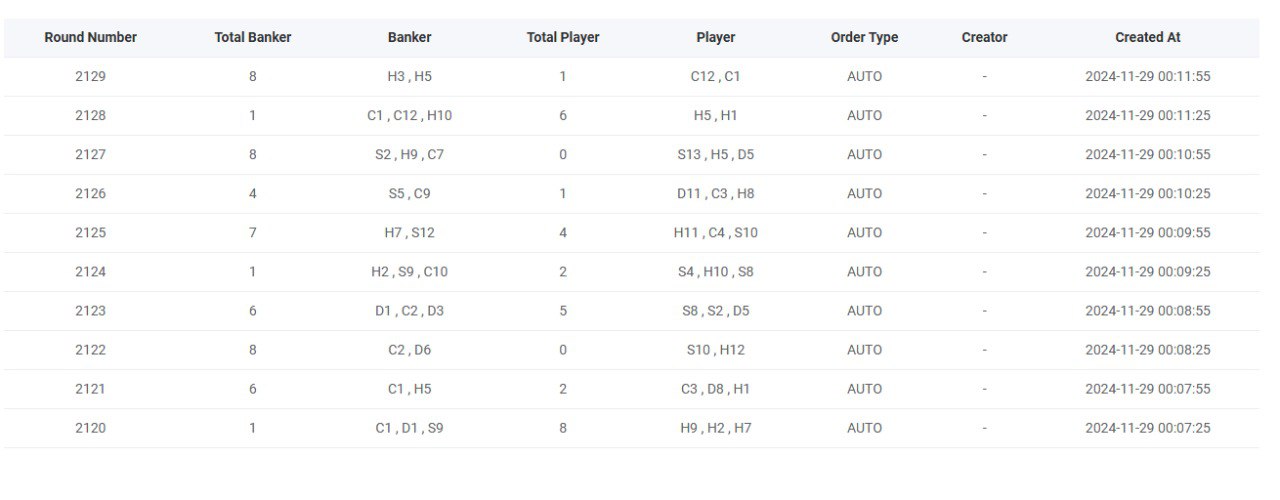 Round Number Total Banker Banker Total Player Player Order Type Creator Created At
2129 8 H3 , H5 1 C12 , C1 AUTO - 2024-11-29 00:11:55
2128 1 C1 , C12 , H10 6 H5 , H1 AUTO - 2024-11-29 00:11:25
2127 8 S2 , H9 , C7 0 S13 , H5 , D5 AUTO - 2024-11-29 00:10:55
2126 4 S5 , C9 1 D11 , C3 , H8 AUTO - 2024-11-29 00:10:25
2125 7 H7 , S12 4 H11 , C4 , S10 AUTO - 2024-11-29 00:09:55
2124 1 H2 , S9 , C10 2 S4 , H10 , S8 AUTO - 2024-11-29 00:09:25
2123 6 D1 , C2 , D3 5 S8 , S2 , D5 AUTO - 2024-11-29 00:08:55
2122 8 C2 , D6 0 S10 , H12 AUTO - 2024-11-29 00:08:25
2121 6 C1 , H5 2 C3 , D8 , H1 AUTO - 2024-11-29 00:07:55
2120 1 C1 , D1 , S9 8 H9 , H2 , H7 AUTO - 2024-11-29 00:07:25